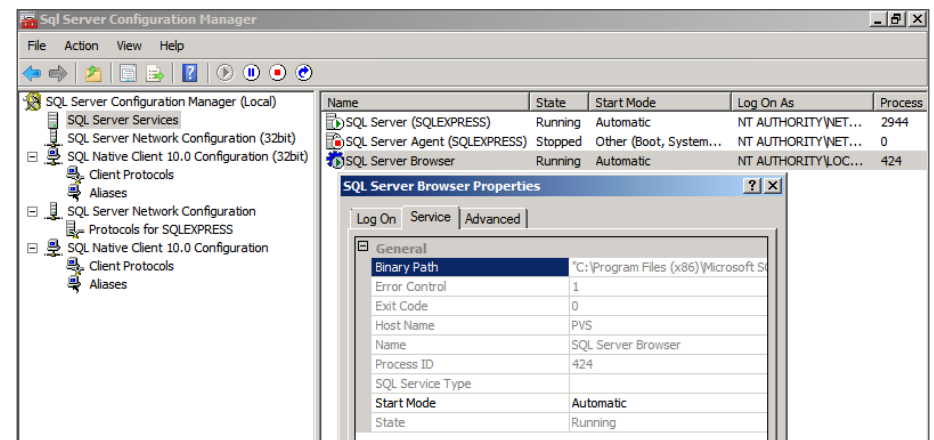 Sql Server Configuration Manager
File Action View Help
SQL Server Configuration Manager (Local)
SQL Server Services
SQL Server Network Configuration (32bit)
SQL Native Client 10.0 Configuration (32bit)
Client Protocols
Aliases
SQL Server Network Configuration
Protocols for SQLEXPRESS
SQL Native Client 10.0 Configuration
Client Protocols
Aliases
Name State Start Mode Log On As Process
SQL Server (SQLEXPRESS) Running Automatic NT AUTHORITY\NET... 2944
SQL Server Agent (SQLEXPRESS) Stopped Other (Boot, System... NT AUTHORITY\NET... 0
SQL Server Browser Running Automatic NT AUTHORITY\LOC... 424
SQL Server Browser Properties
Log On Service Advanced
General
Binary Path "C:\Program Files (x86)\Microsoft SQ
Error Control 1
Exit Code 0
Host Name PVS
Name SQL Server Browser
Process ID 424
SQL Service Type
Start Mode Automatic
State Running